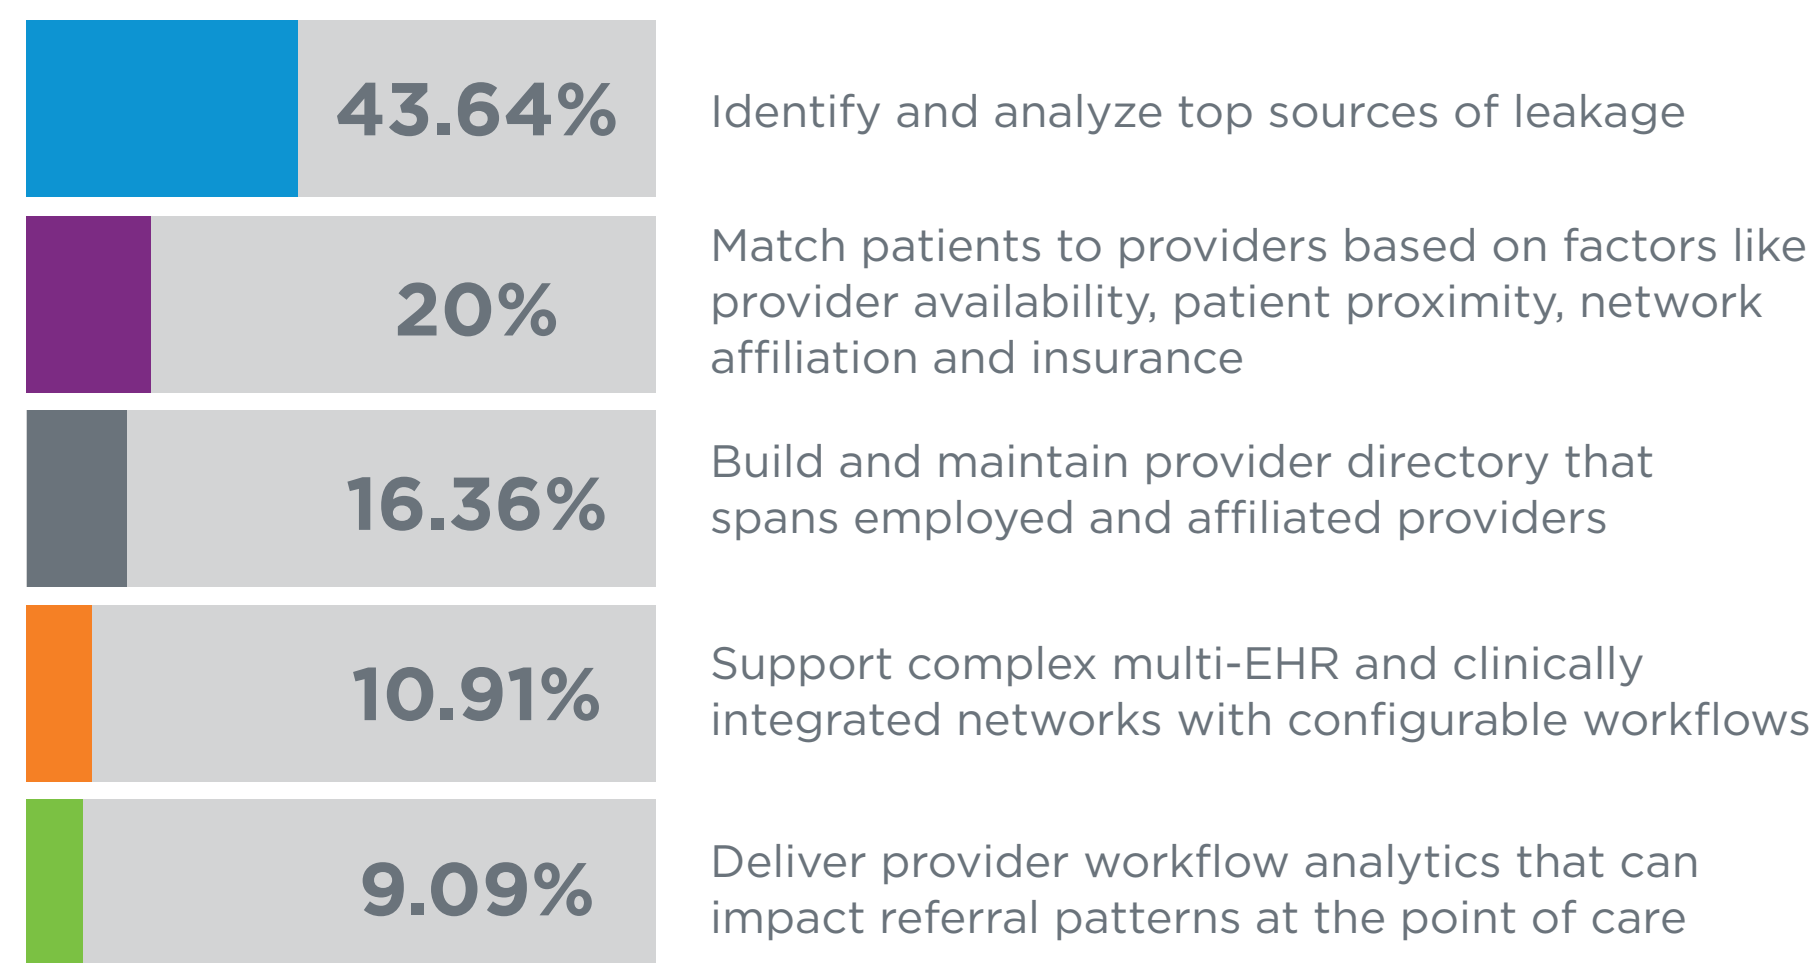 43.64%
Identify and analyze top sources of leakage
20%
Match patients to providers based on factors like
provider availability, patient proximity, network
affiliation and insurance
16.36%
Build and maintain provider directory that
spans employed and affiliated providers
10.91%
Support complex multi-EHR and clinically
integrated networks with configurable workflows
9.09%
Deliver provider workflow analytics that can
impact referral patterns at the point of care